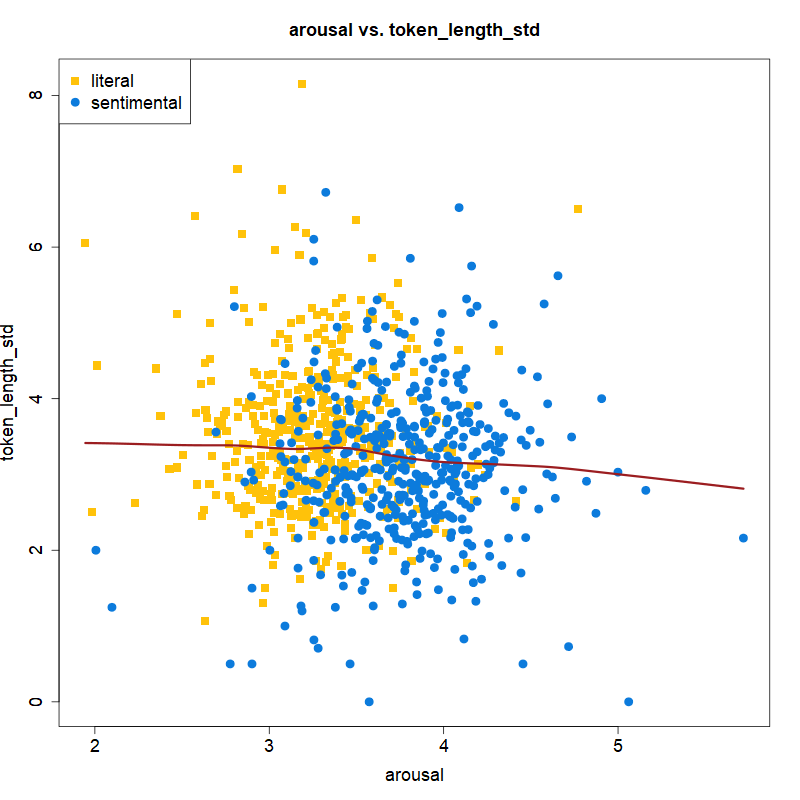 arousal vs. token_length_std
literal
sentimental
8
6
4
2
0
token_length_std
2 3 4 5
arousal